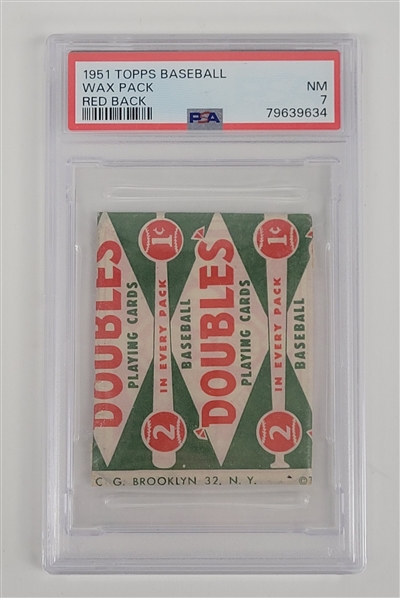 1951 TOPPS BASEBALL
WAX PACK
RED BACK
PSA
NM
7
79639634
DOUBLES
PLAYING CARDS
IN EVERY PACK
1¢
2
BASEBALL
DOUBLES
PLAYING CARDS
IN EVERY PACK
1¢
2
BASEBALL
C. G. BROOKLYN 32, N. Y.
©T